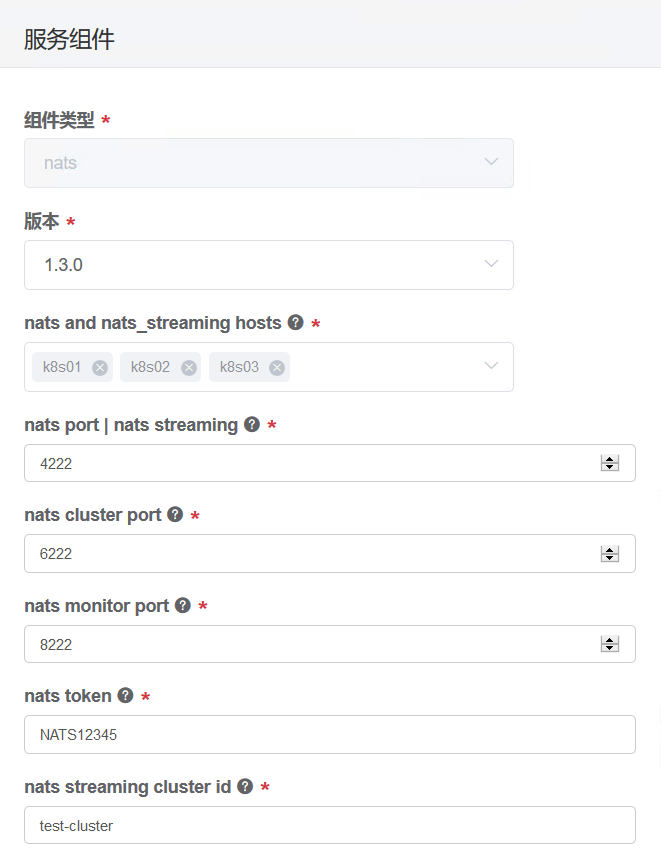 服务组件
组件类型 *
nats
版本 *
1.3.0
nats and nats_streaming hosts ? *
k8s01 k8s02 k8s03
nats port | nats streaming ? *
4222
nats cluster port ? *
6222
nats monitor port ? *
8222
nats token ? *
NATS12345
nats streaming cluster id ? *
test-cluster